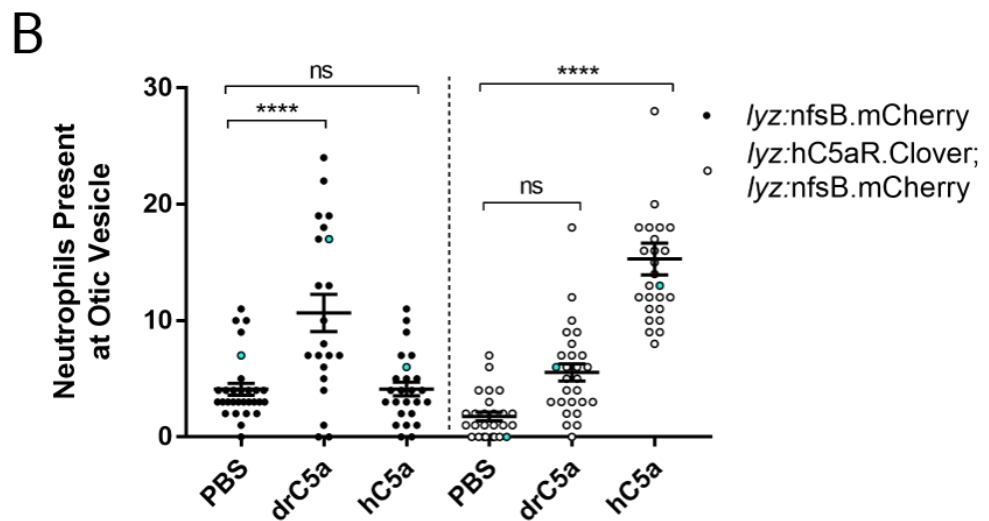 B
Neutrophils Present
at Otic Vesicle
30
20
10
0
ns
****
****
ns
PBS
drC5a
hC5a
PBS
drC5a
hC5a
lyz:nfsB.mCherry
lyz:hC5aR.Clover;
lyz:nfsB.mCherry